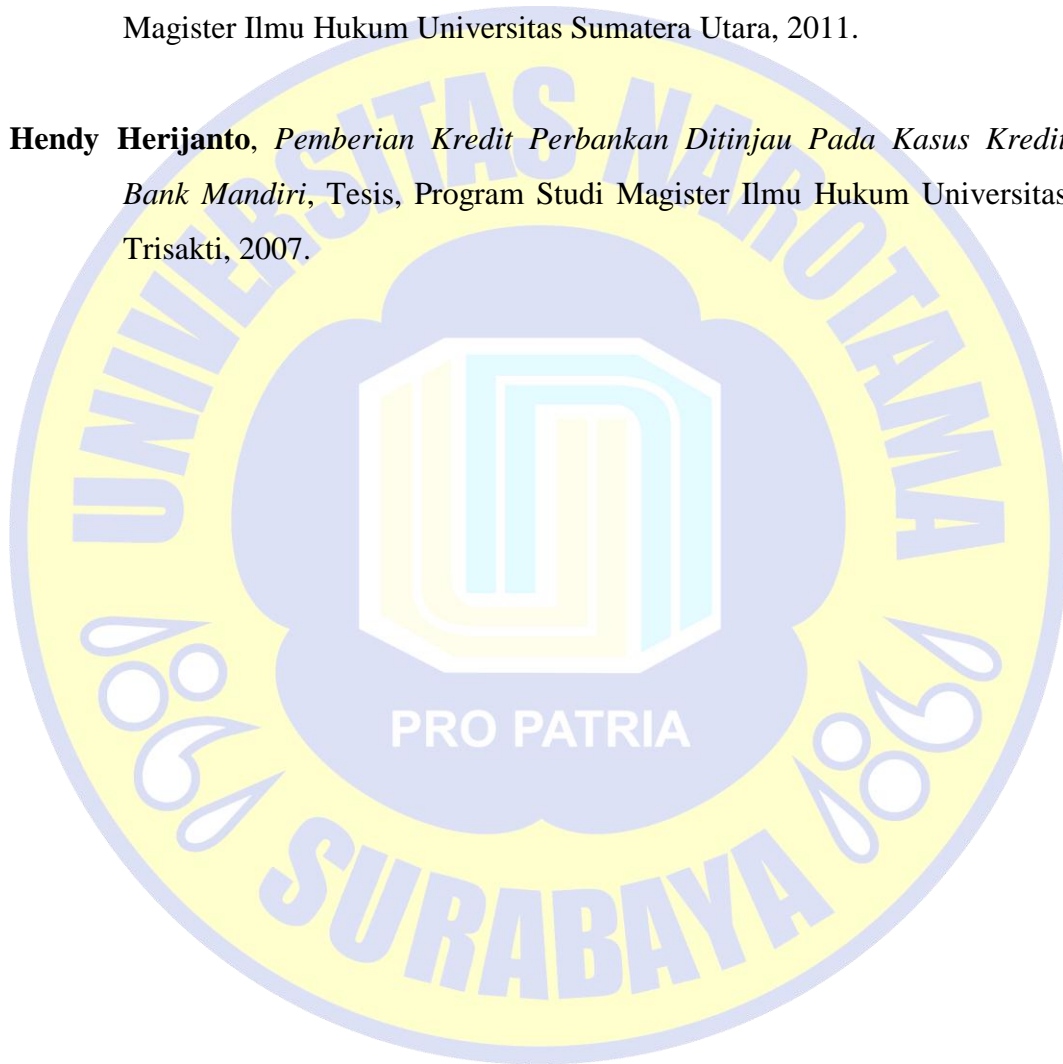 Magister Ilmu Hukum Universitas Sumatera Utara, 2011.
Hendy Herijanto, Pemberian Kredit Perbankan Ditinjau Pada Kasus Kredit
Bank Mandiri, Tesis, Program Studi Magister Ilmu Hukum Universitas
Trisakti, 2007.
UNIVERSITAS NAROTAMA
PRO PATRIA
SURABAYA